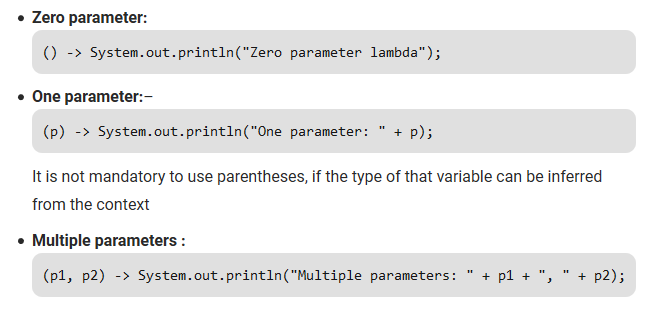 • Zero parameter:
() -> System.out.println("Zero parameter lambda");
• One parameter:–
(p) -> System.out.println("One parameter: " + p);
It is not mandatory to use parentheses, if the type of that variable can be inferred
from the context
• Multiple parameters :
(p1, p2) -> System.out.println("Multiple parameters: " + p1 + ", " + p2);